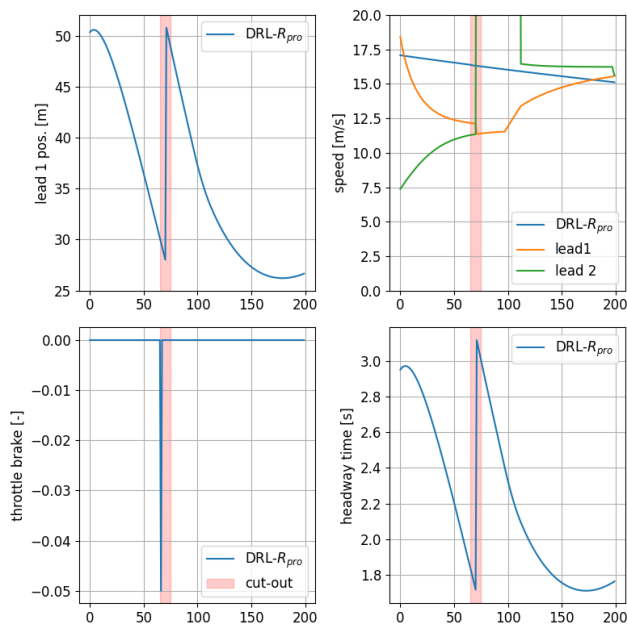 lead 1 pos. [m]
50
45
40
35
30
25
0 50 100 150 200
DRL-R_pro
speed [m/s]
20.0
17.5
15.0
12.5
10.0
7.5
5.0
2.5
0.0
0 50 100 150 200
DRL-R_pro
lead1
lead 2
throttle brake [-]
0.00
−0.01
−0.02
−0.03
−0.04
−0.05
0 50 100 150 200
DRL-R_pro
cut-out
headway time [s]
3.0
2.8
2.6
2.4
2.2
2.0
1.8
0 50 100 150 200
DRL-R_pro